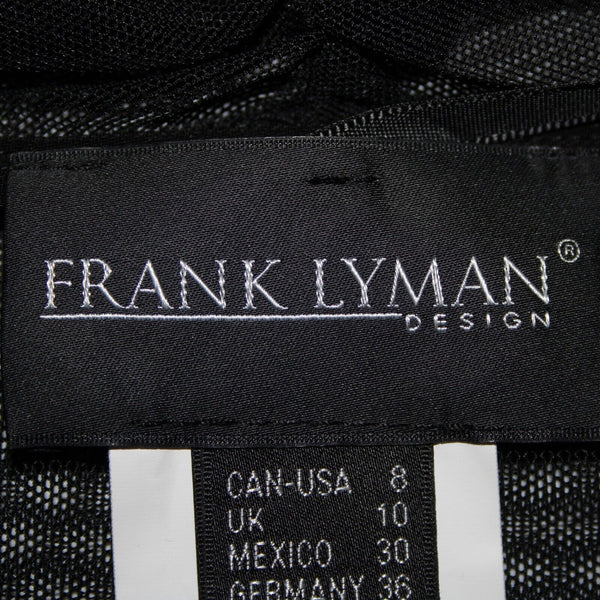 FRANK LYMAN®
DESIGN
CAN-USA 8
UK 10
MEXICO 30
GERMANY 36